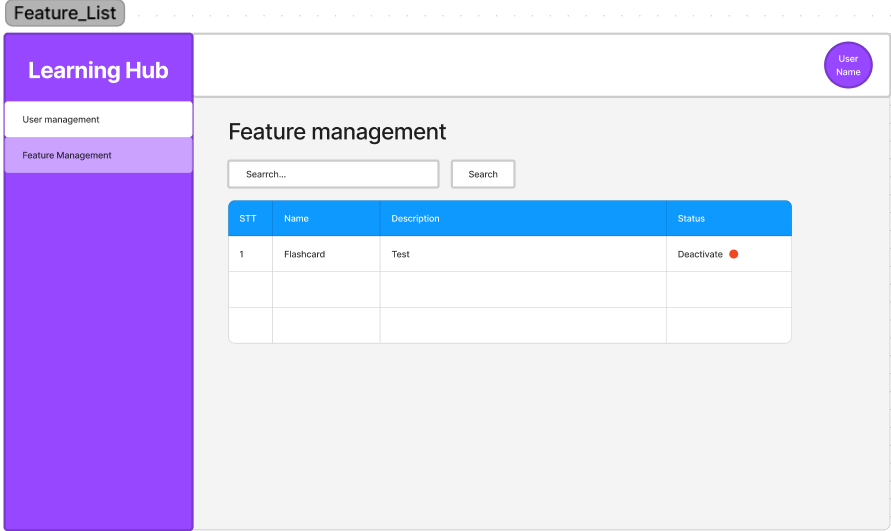 Feature_List
Learning Hub
User
Name
User management
Feature Management
Feature management
Searrch...
Search
STT Name Description Status
1 Flashcard Test Deactivate